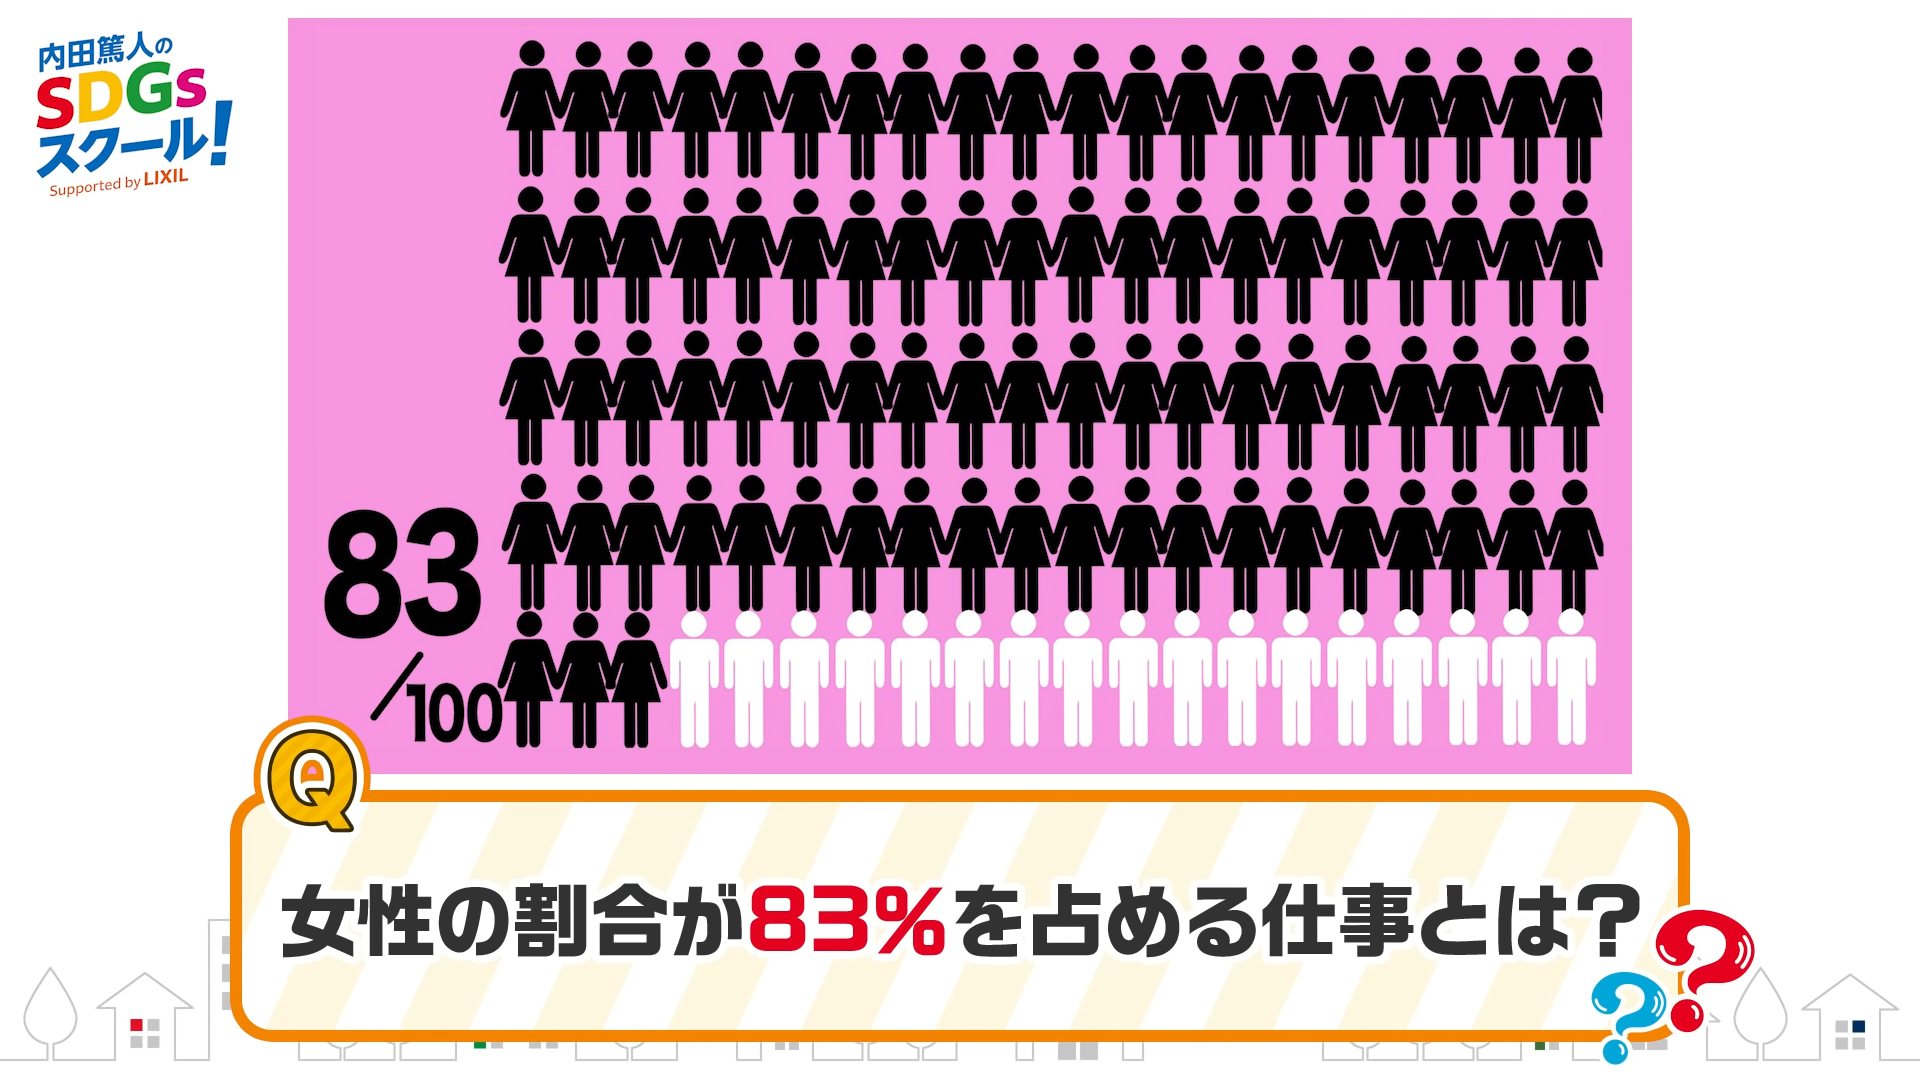 内田篤人の
SDGs
スクール!
Supported by LIXIL
83
/100
Q
女性の割合が83%を占める仕事とは?
??